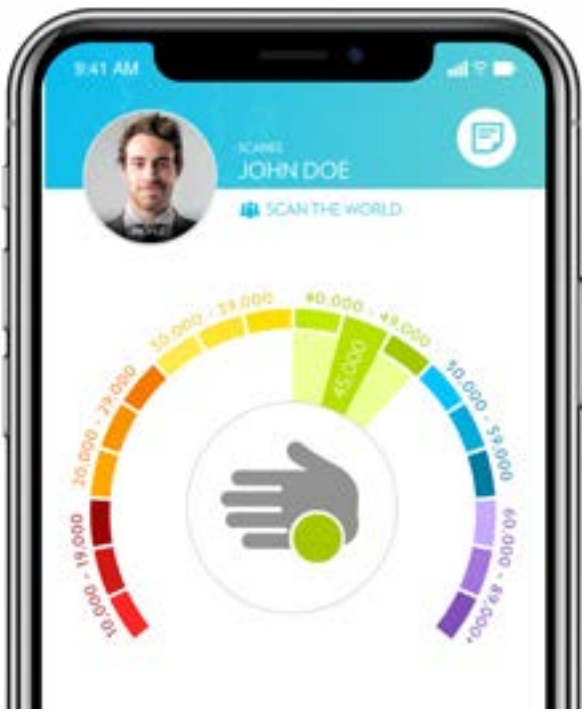 9:41 AM
SCANEE
JOHN DOE
SCAN THE WORLD
10,000 - 19,000
20,000 - 29,000
30,000 - 39,000
40,000 - 49,000
45,000
50,000 - 59,000
60,000 - 89,000+